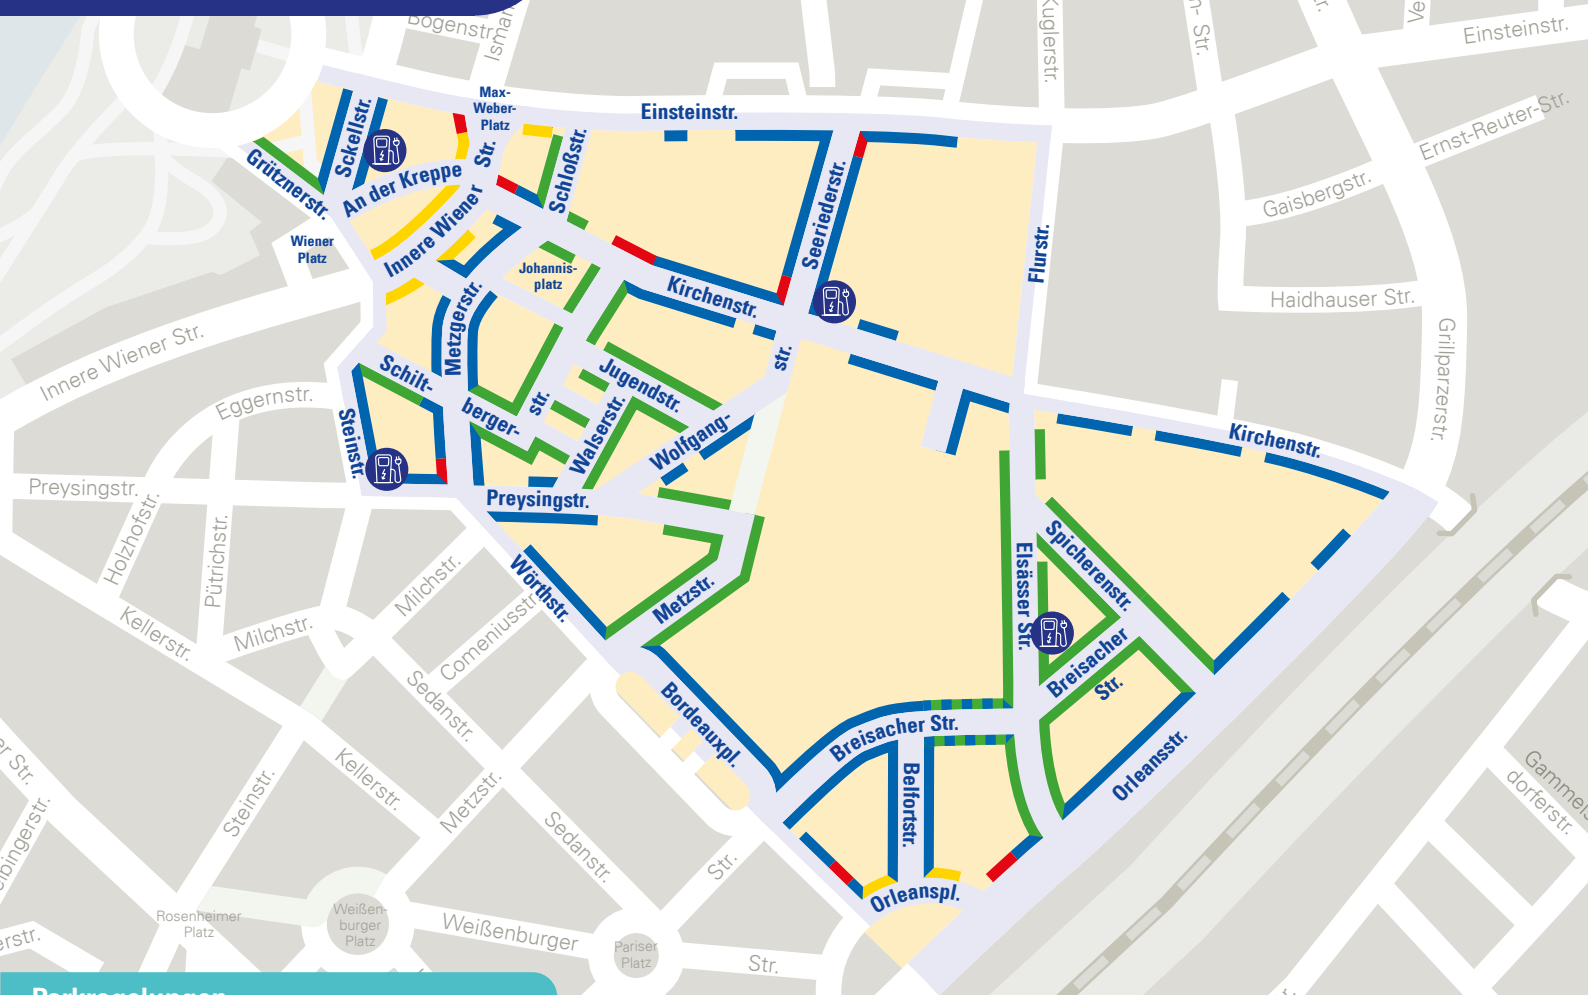 Bogenstr.
Kuglerstr.
Einsteinstr.
Max-
Weber-
Platz
Einsteinstr.
Ernst-Reuter-Str.
Sckellstr.
Grütznerstr.
An der Kreppe
Str.
Innere Wiener
Schloßstr.
Seeriederstr.
Flurstr.
Gaisbergstr.
Wiener
Platz
Johannis-
platz
Kirchenstr.
Haidhauser Str.
Grillparzerstr.
Innere Wiener Str.
Metzgerstr.
Schilt-
berger-
str.
Jugendstr.
Walserstr.
Wolfgang-
str.
Eggernstr.
Steinstr.
Kirchenstr.
Preysingstr.
Preysingstr.
Holzhofstr.
Pütrichstr.
Milchstr.
Milchstr.
Wörthstr.
Metzstr.
Elsässer Str.
Spicherenstr.
Breisacher
Str.
Kellerstr.
Comeniusstr.
Sedanstr.
Bordeauxpl.
Breisacher Str.
Belfortstr.
Orleansstr.
Orleanspl.
Kellerstr.
Steinstr.
Metzstr.
Sedanstr.
Str.
Rosenheimer
Platz
Weißen-
burger
Platz
Weißenburger
Pariser
Platz
Str.
dorferstr.
Parkregelungen